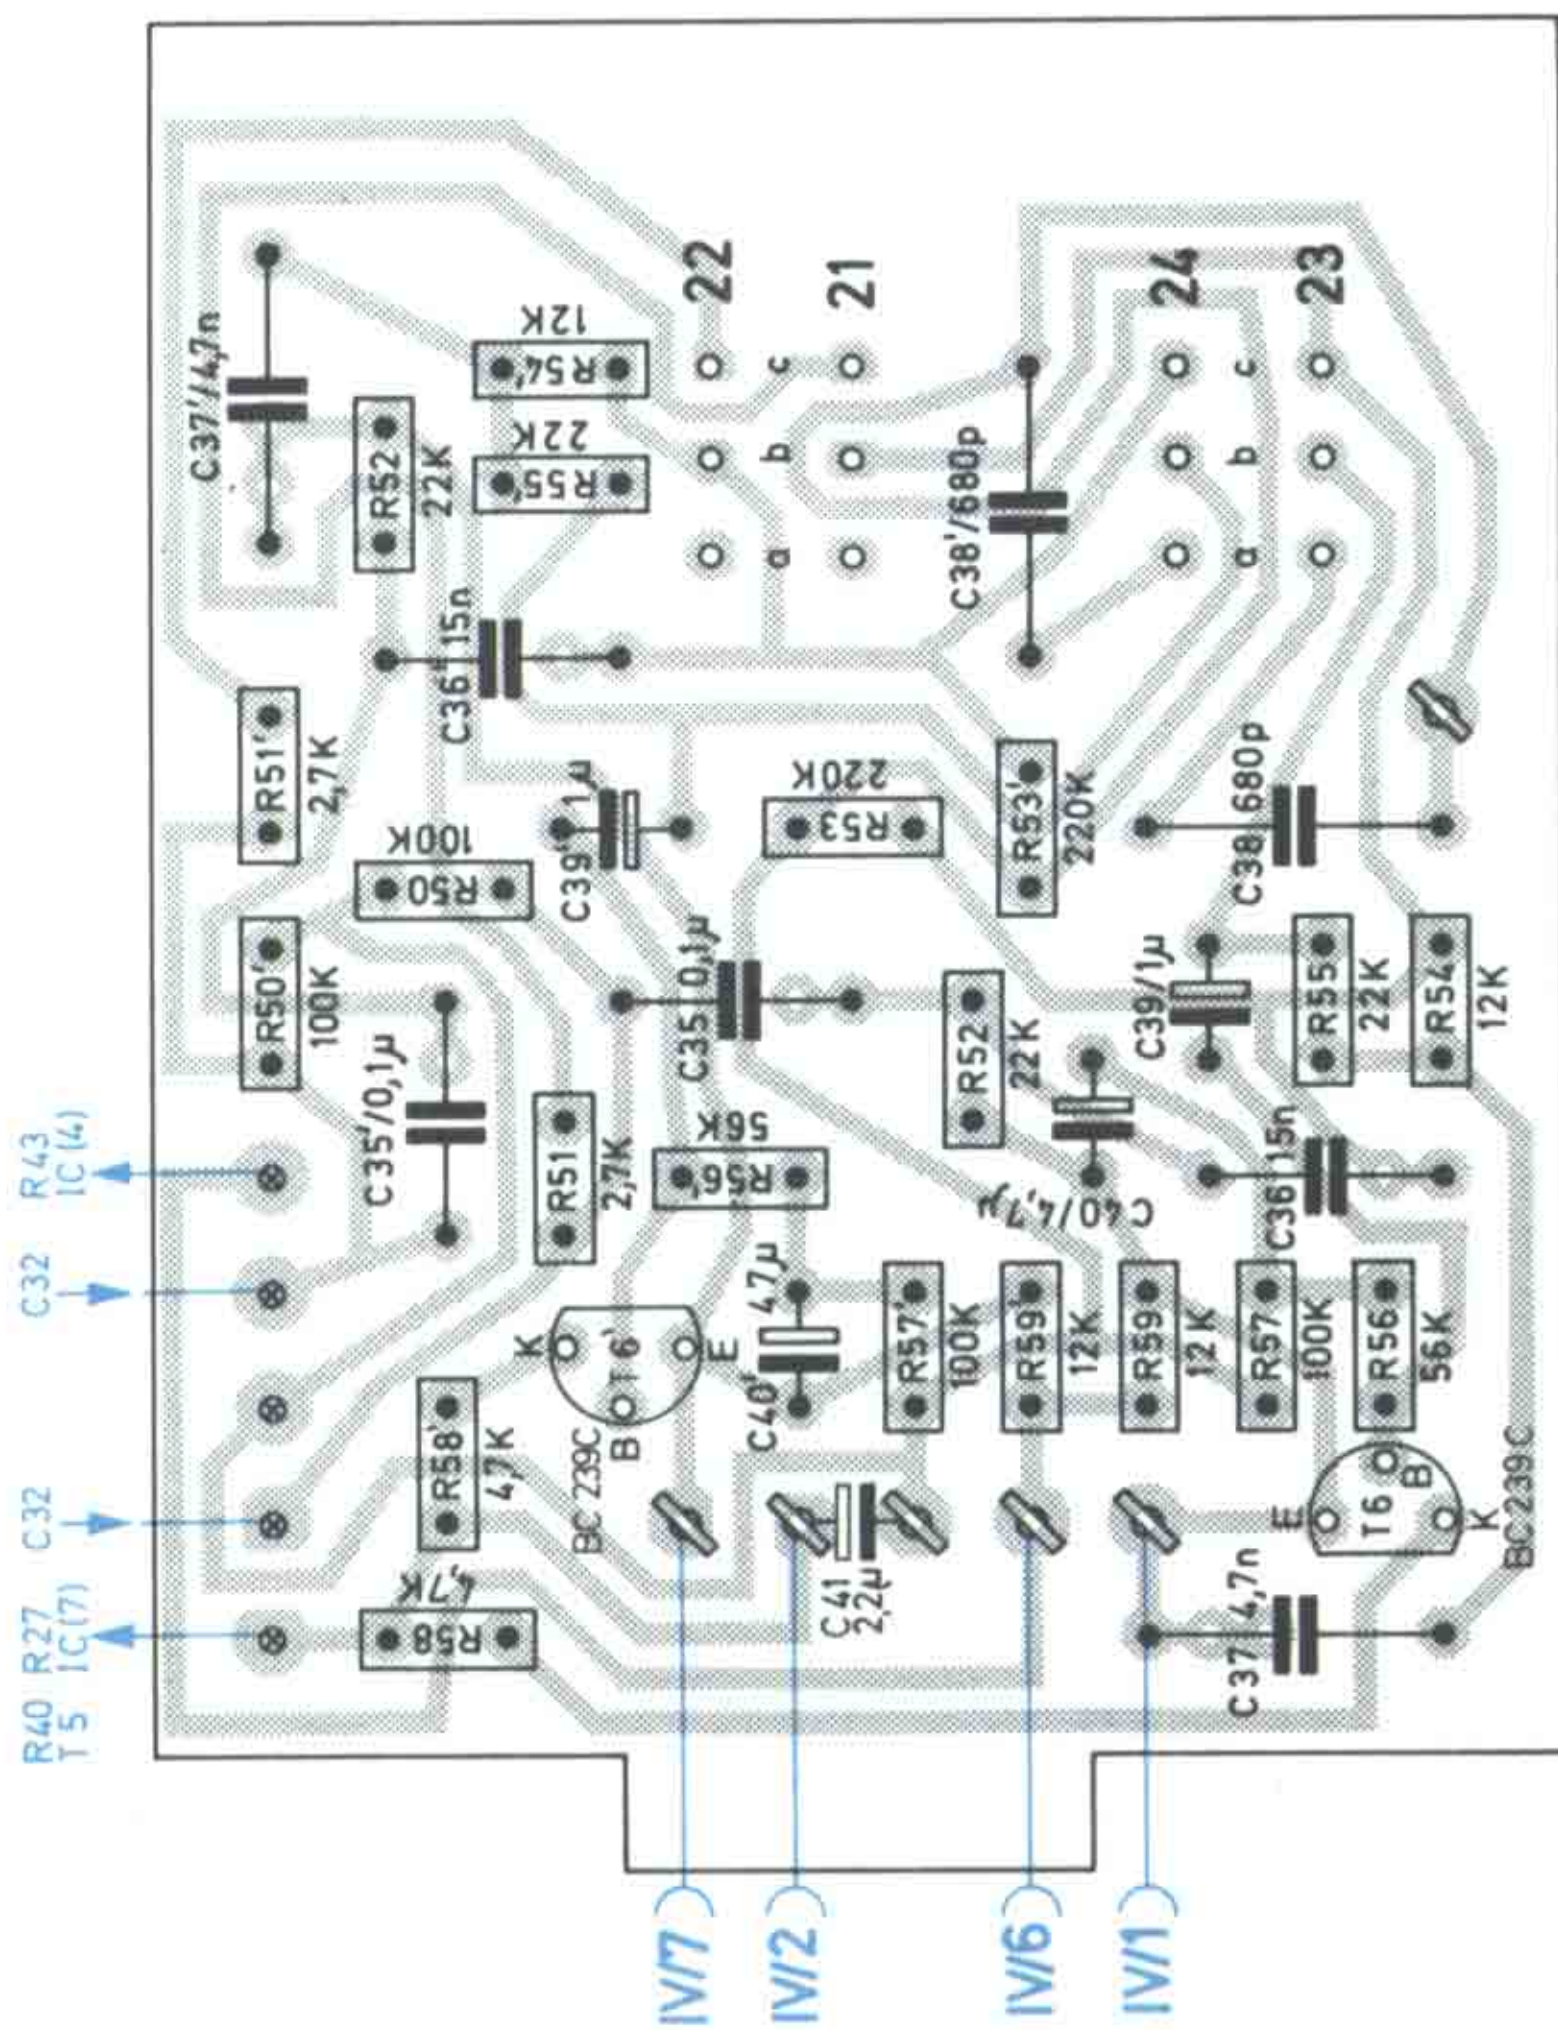 R43
IC (4)
C32
C32
R40 R27
T5 IC (7)
C37'/4,7n
R52'
22K
12K
R54'
22K
R55'
22
21
24
23
c
b
a
c
b
a
C36' 15n
R51'
2,7K
C38'/680p
100K
R50
C39' 1µ
220K
R53
R53'
220K
C38 680p
R50'
100K
C35 0,1µ
R52
22K
C39/1µ
R55
22K
R54
12K
C35'/0,1µ
R51
2,7K
56K
R56'
C40/4,7µ
C36 15n
K
T6'
E
B
BC 239C
C40' 47µ
R57'
100K
R59'
12K
R59
12K
R57
100K
R56
56K
R58'
4,7K
4,7K
R58
C41
2,2µ
E
T6
B
K
BC 239 C
C37 4,7n
IV/7
IV/2
IV/6
IV/1